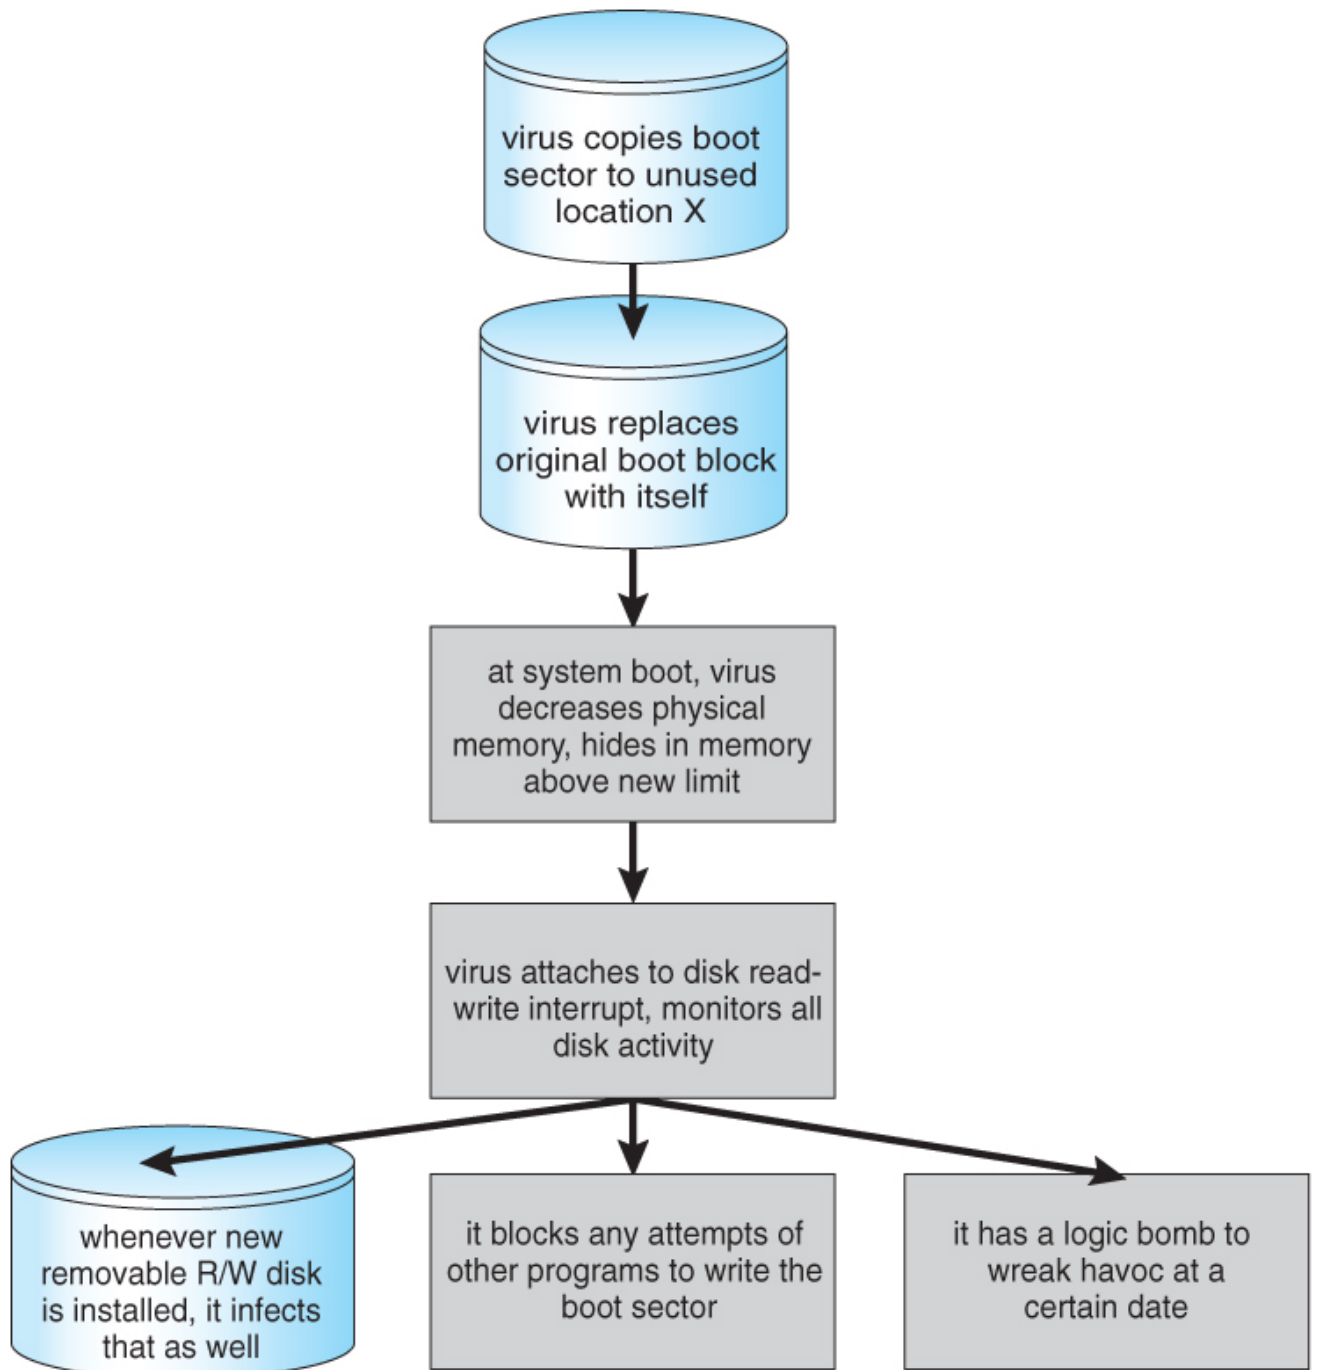 virus copies boot
sector to unused
location X
virus replaces
original boot block
with itself
at system boot, virus
decreases physical
memory, hides in memory
above new limit
virus attaches to disk read-
write interrupt, monitors all
disk activity
whenever new
removable R/W disk
is installed, it infects
that as well
it blocks any attempts of
other programs to write the
boot sector
it has a logic bomb to
wreak havoc at a
certain date